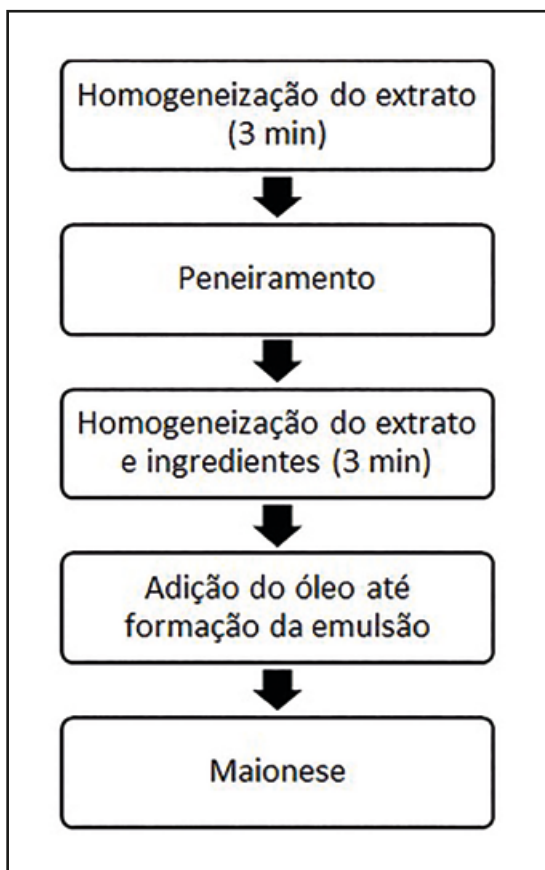 Homogeneização do extrato
(3 min)
Peneiramento
Homogeneização do extrato
e ingredientes (3 min)
Adição do óleo até
formação da emulsão
Maionese